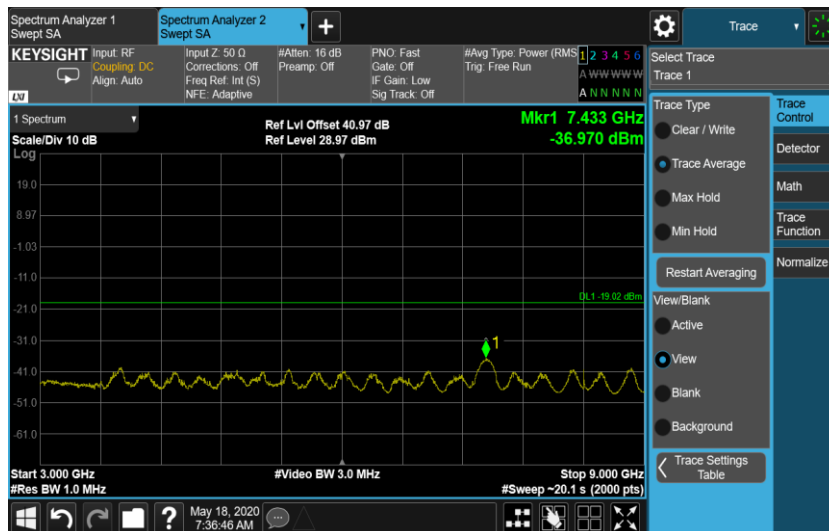 Spectrum Analyzer 1
Swept SA
Spectrum Analyzer 2
Swept SA
+
Trace
KEYSIGHT
LXI
Input: RF
Coupling: DC
Align: Auto
Input Z: 50 Ω
Corrections: Off
Freq Ref: Int (S)
NFE: Adaptive
#Atten: 16 dB
Preamp: Off
PNO: Fast
Gate: Off
IF Gain: Low
Sig Track: Off
#Avg Type: Power (RMS
Trig: Free Run
1 2 3 4 5 6
A W W W W W
A N N N N N
Select Trace
Trace 1
1 Spectrum
Scale/Div 10 dB
Ref Lvl Offset 40.97 dB
Ref Level 28.97 dBm
Mkr1 7.433 GHz
-36.970 dBm
Log
19.0
8.97
-1.03
-11.0
-21.0
-31.0
-41.0
-51.0
-61.0
DL1 -19.02 dBm
1
Start 3.000 GHz
#Res BW 1.0 MHz
#Video BW 3.0 MHz
Stop 9.000 GHz
#Sweep ~20.1 s (2000 pts)
Trace Type
Clear / Write
Trace Average
Max Hold
Min Hold
Restart Averaging
View/Blank
Active
View
Blank
Background
Trace Settings
Table
Trace
Control
Detector
Math
Trace
Function
Normalize
?
May 18, 2020
7:36:46 AM